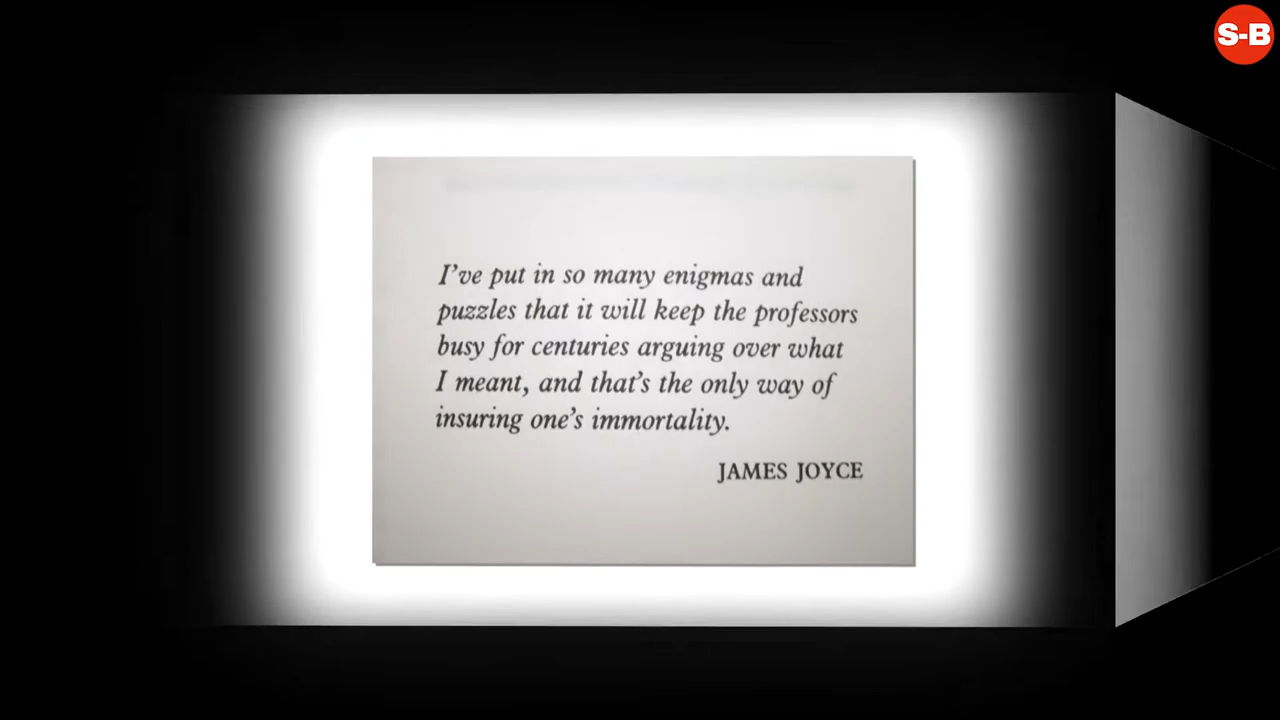 S-B
I've put in so many enigmas and
puzzles that it will keep the professors
busy for centuries arguing over what
I meant, and that's the only way of
insuring one's immortality.
JAMES JOYCE